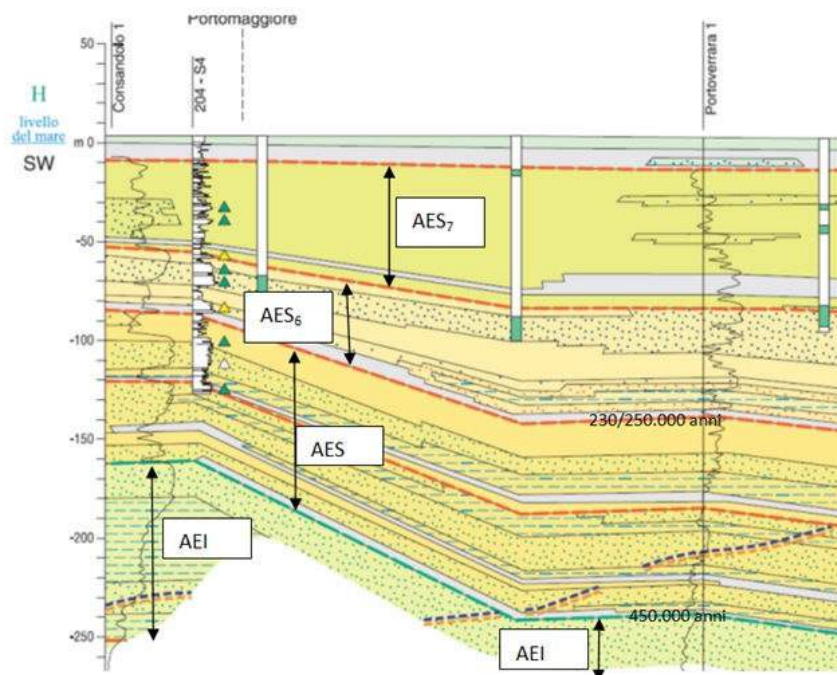 Portomaggiore
Consandolo 1
204 - S4
Portoverrara 1
50
H
livello
del mare
m 0
SW
AES7
-50
AES6
-100
230/250.000 anni
-150
AES
AEI
-200
450.000 anni
-250
AEI